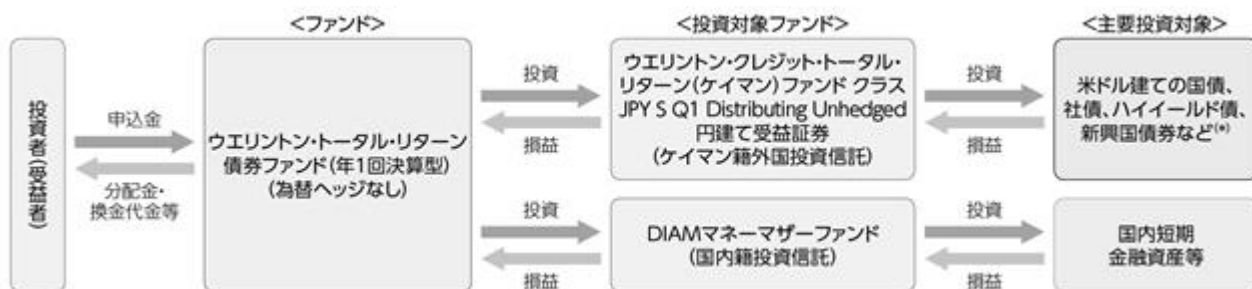 <ファンド>
<投資対象ファンド>
<主要投資対象>
投資者(受益者)
申込金
分配金・
換金代金等
ウエリントン・トータル・リターン
債券ファンド(年1回決算型)
(為替ヘッジなし)
投資
損益
ウエリントン・クレジット・トータル・
リターン(ケイマン)ファンド クラス
JPY S Q1 Distributing Unhedged
円建て受益証券
(ケイマン籍外国投資信託)
投資
損益
米ドル建ての国債、
社債、ハイイールド債、
新興国債券など(*)
投資
損益
DIAMマネーマザーファンド
(国内籍投資信託)
投資
損益
国内短期
金融資産等